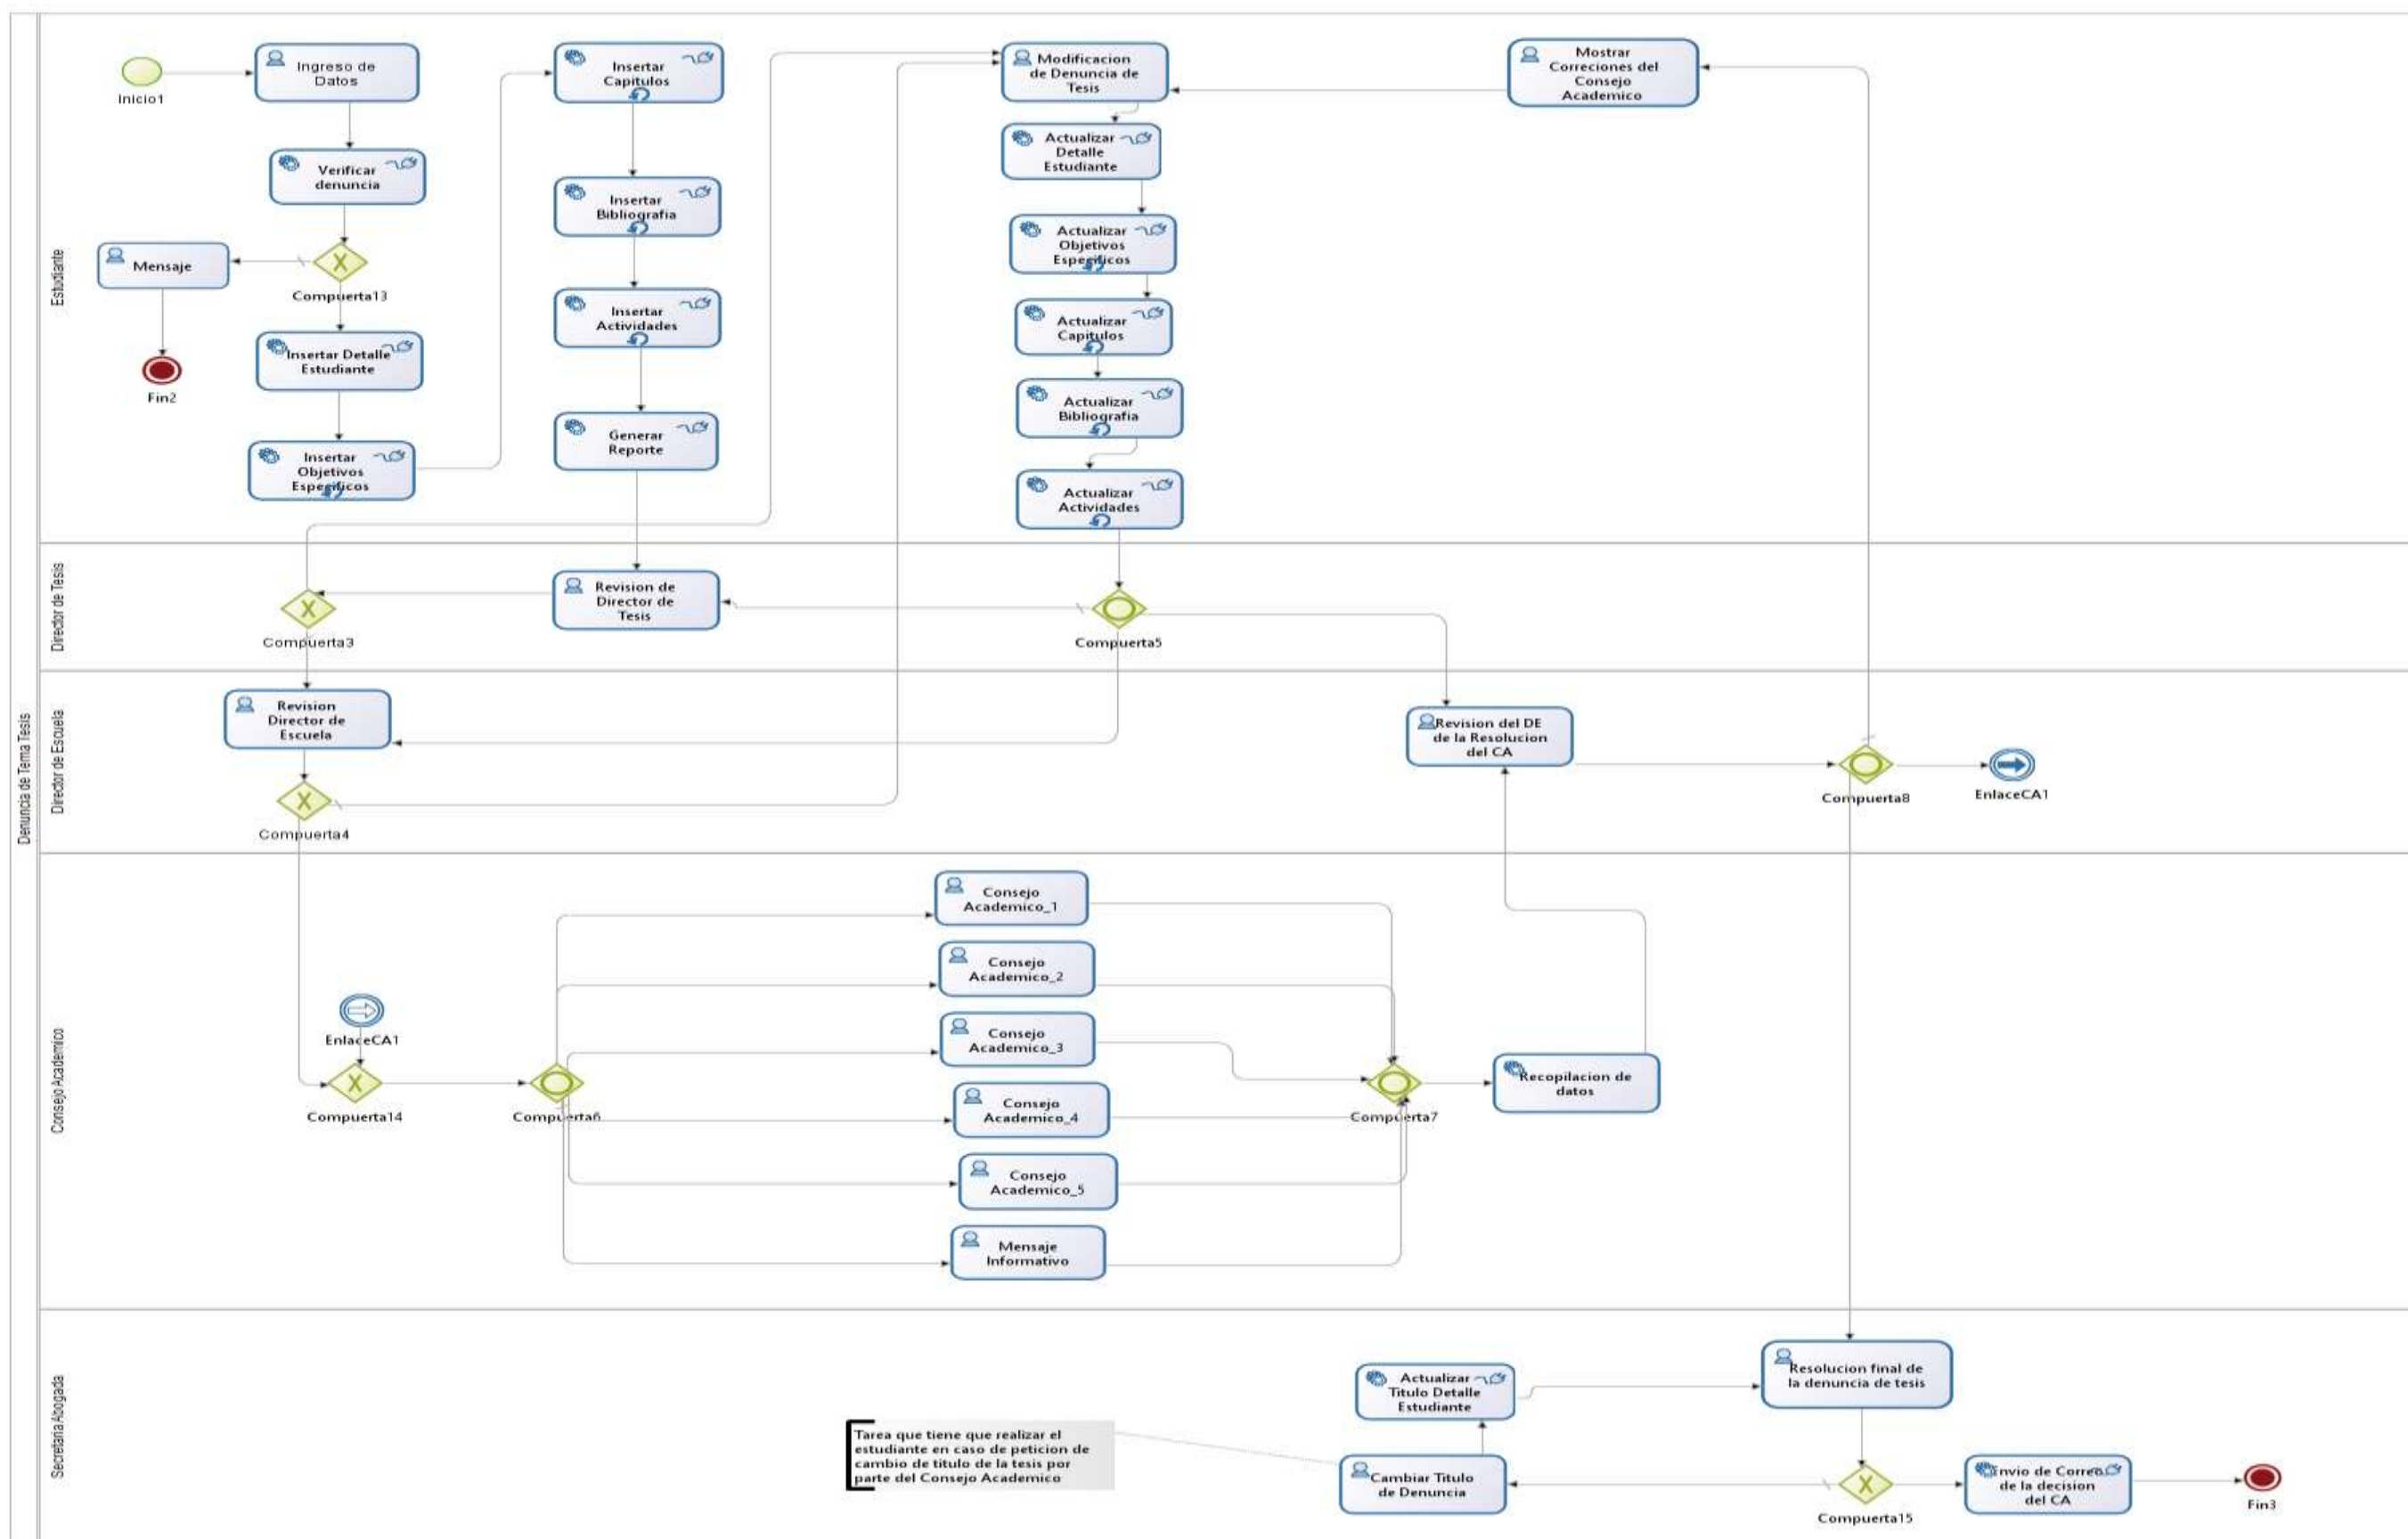 Denuncia de Tema Tesis
Estudiante
Inicio1
Ingreso de
Datos
Verificar
denuncia
Mensaje
Compuerta13
Fin2
Insertar Detalle
Estudiante
Insertar
Objetivos
Especificos
Insertar
Capitulos
Insertar
Bibliografia
Insertar
Actividades
Generar
Reporte
Modificacion
de Denuncia de
Tesis
Actualizar
Detalle
Estudiante
Actualizar
Objetivos
Especificos
Actualizar
Capitulos
Actualizar
Bibliografia
Actualizar
Actividades
Mostrar
Correciones del
Consejo
Academico
Director de Tesis
Compuerta3
Revision de
Director de
Tesis
Compuerta5
Director de Escuela
Revision
Director de
Escuela
Compuerta4
Revision del DE
de la Resolucion
del CA
Compuerta8
EnlaceCA1
Consejo Academico
EnlaceCA1
Compuerta14
Compuerta6
Consejo
Academico_1
Consejo
Academico_2
Consejo
Academico_3
Consejo
Academico_4
Consejo
Academico_5
Mensaje
Informativo
Compuerta7
Recopilacion de
datos
Secretaria Abogada
Tarea que tiene que realizar el
estudiante en caso de peticion de
cambio de titulo de la tesis por
parte del Consejo Academico
Actualizar
Titulo Detalle
Estudiante
Cambiar Titulo
de Denuncia
Resolucion final de
la denuncia de tesis
Compuerta15
Envio de Correo
de la decision
del CA
Fin3